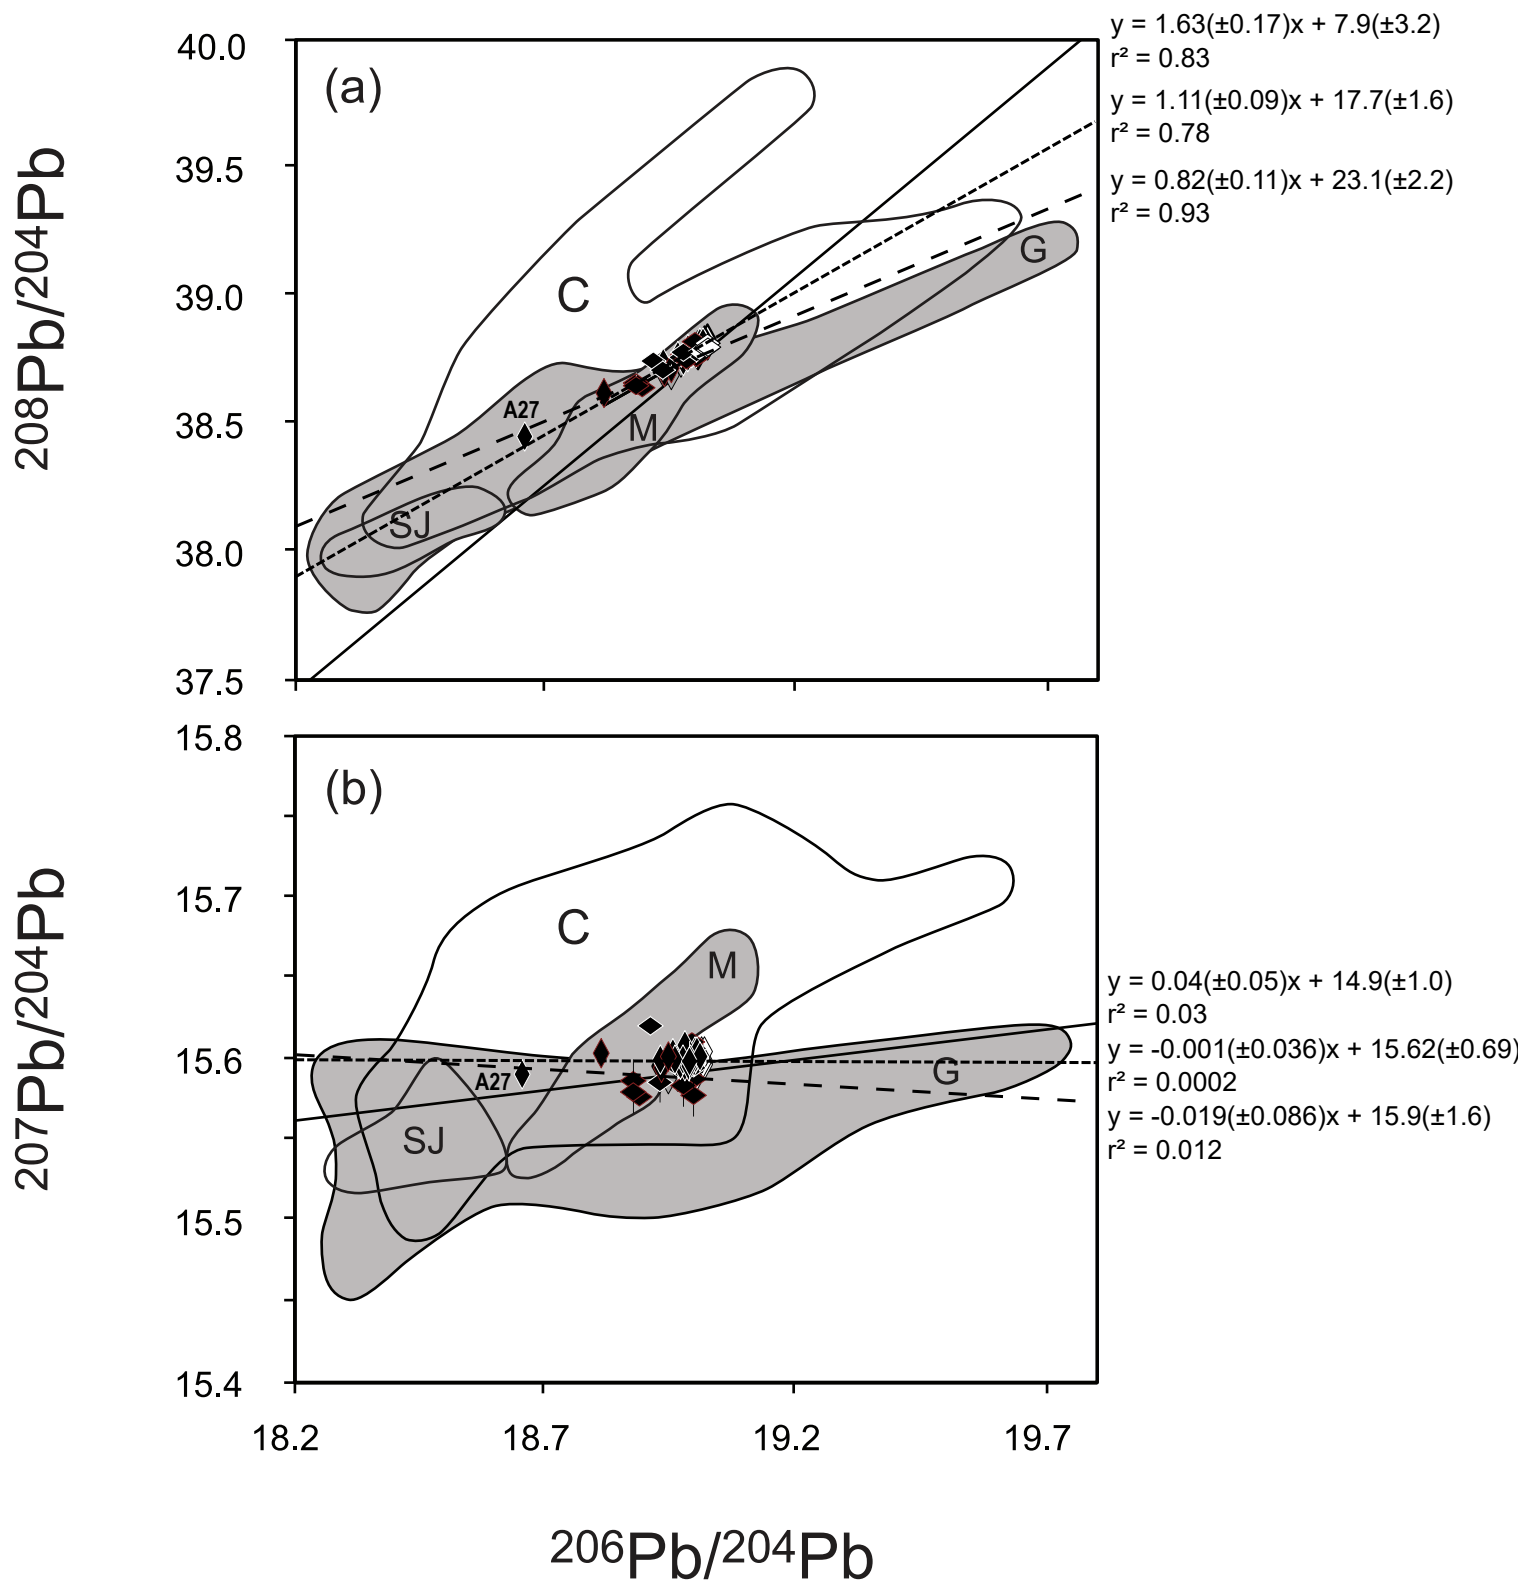 y = 1.63(±0.17)x + 7.9(±3.2)
r² = 0.83
y = 1.11(±0.09)x + 17.7(±1.6)
r² = 0.78
y = 0.82(±0.11)x + 23.1(±2.2)
r² = 0.93
(a)
40.0
39.5
39.0
38.5
38.0
37.5
²⁰⁸Pb/²⁰⁴Pb
C
G
M
A27
SJ
(b)
15.8
15.7
15.6
15.5
15.4
²⁰⁷Pb/²⁰⁴Pb
C
M
G
A27
SJ
y = 0.04(±0.05)x + 14.9(±1.0)
r² = 0.03
y = -0.001(±0.036)x + 15.62(±0.69)
r² = 0.0002
y = -0.019(±0.086)x + 15.9(±1.6)
r² = 0.012
18.2 18.7 19.2 19.7
²⁰⁶Pb/²⁰⁴Pb